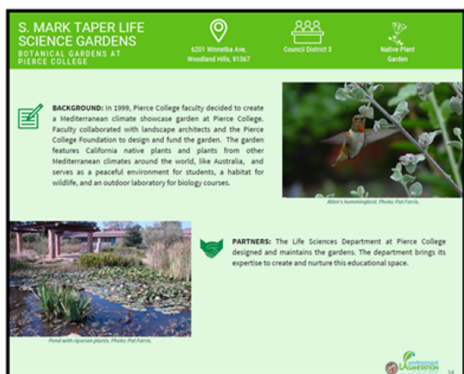 S. MARK TAPER LIFE
SCIENCE GARDENS
BOTANICAL GARDENS AT
PIERCE COLLEGE
6201 Winnetka Ave,
Woodland Hills, 91367
Council District 3
Native Plant
Garden
BACKGROUND: In 1999, Pierce College faculty decided to create
a Mediterranean climate showcase garden at Pierce College.
Faculty collaborated with landscape architects and the Pierce
College Foundation to design and fund the garden. The garden
features California native plants and plants from other
Mediterranean climates around the world, like Australia, and
serves as a peaceful environment for students, a habitat for
wildlife, and an outdoor laboratory for biology courses.
Allen's hummingbird. Photo: Pat Farris.
PARTNERS: The Life Sciences Department at Pierce College
designed and maintains the gardens. The department brings its
expertise to create and nurture this educational space.
Pond with riparian plants. Photo: Pat Farris.
environment
LA SANITATION